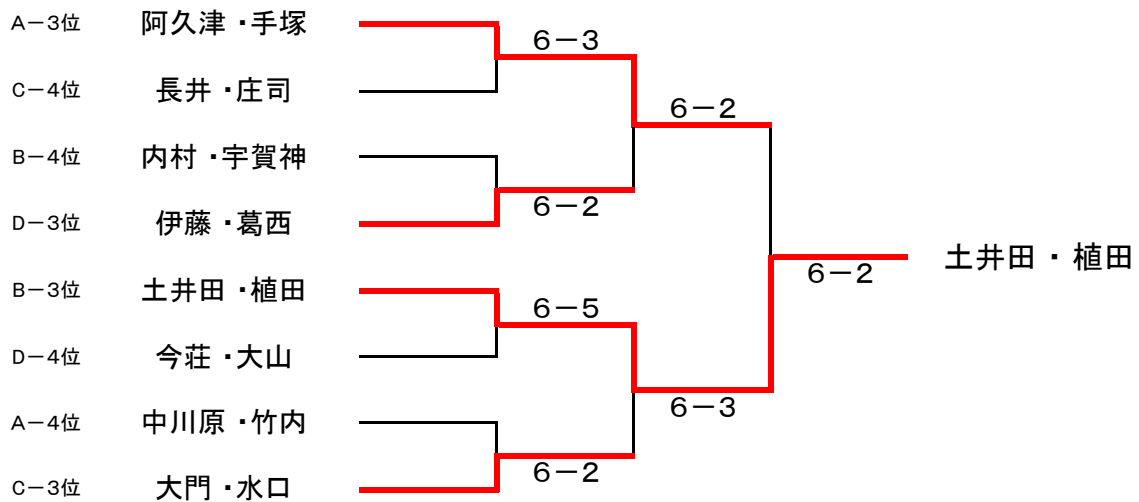 A－3位 阿久津・手塚
6－3
C－4位 長井・庄司
6－2
B－4位 内村・宇賀神
6－2
D－3位 伊藤・葛西
土井田・植田
6－2
B－3位 土井田・植田
6－5
D－4位 今荘・大山
6－3
A－4位 中川原・竹内
6－2
C－3位 大門・水口